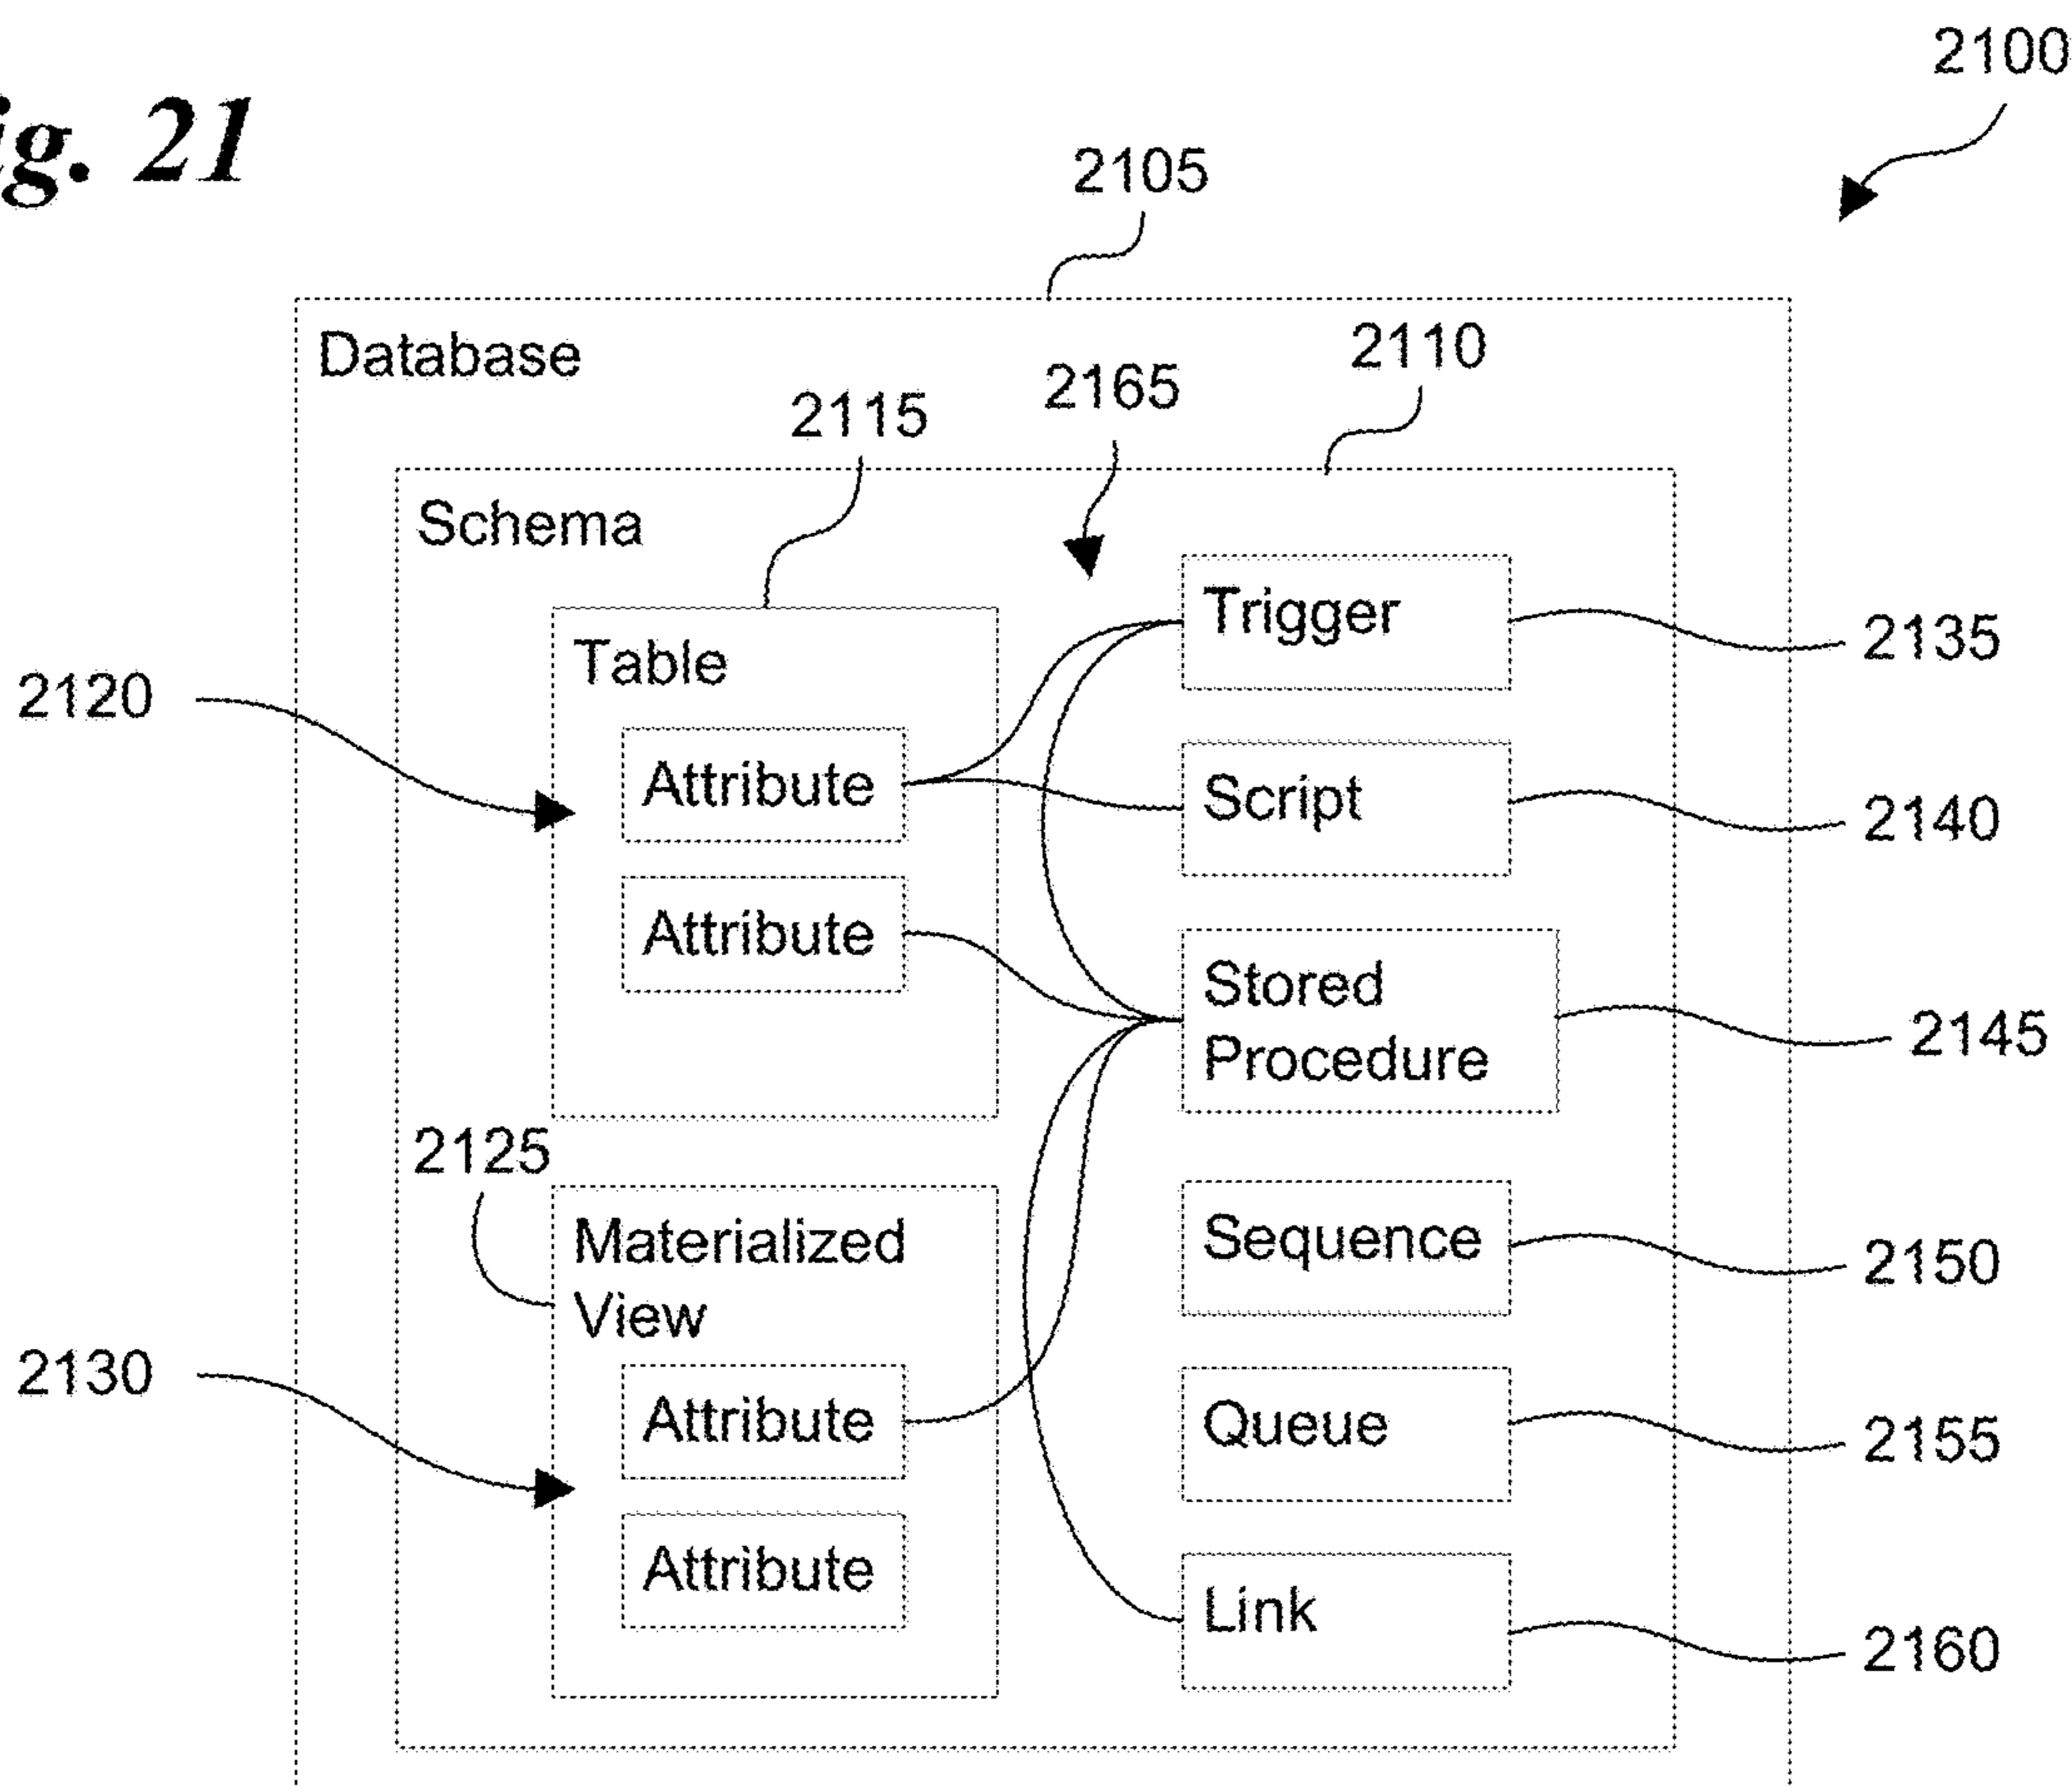 2100
ig. 21
2105
Database
2110
2165
2115
Schema
Trigger
2135
Table
2120
Attribute
Script
2140
Attribute
Stored
Procedure
2145
2125
Materialized
View
Sequence
2150
2130
Attribute
Queue
2155
Attribute
Link
2160